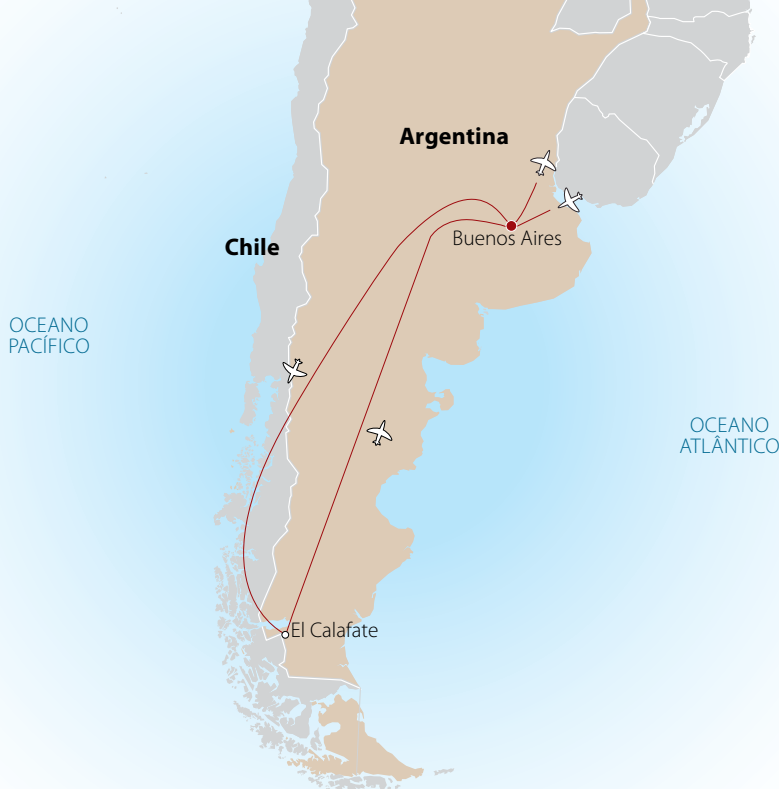 Argentina
Buenos Aires
Chile
OCEANO
PACÍFICO
OCEANO
ATLÂNTICO
El Calafate